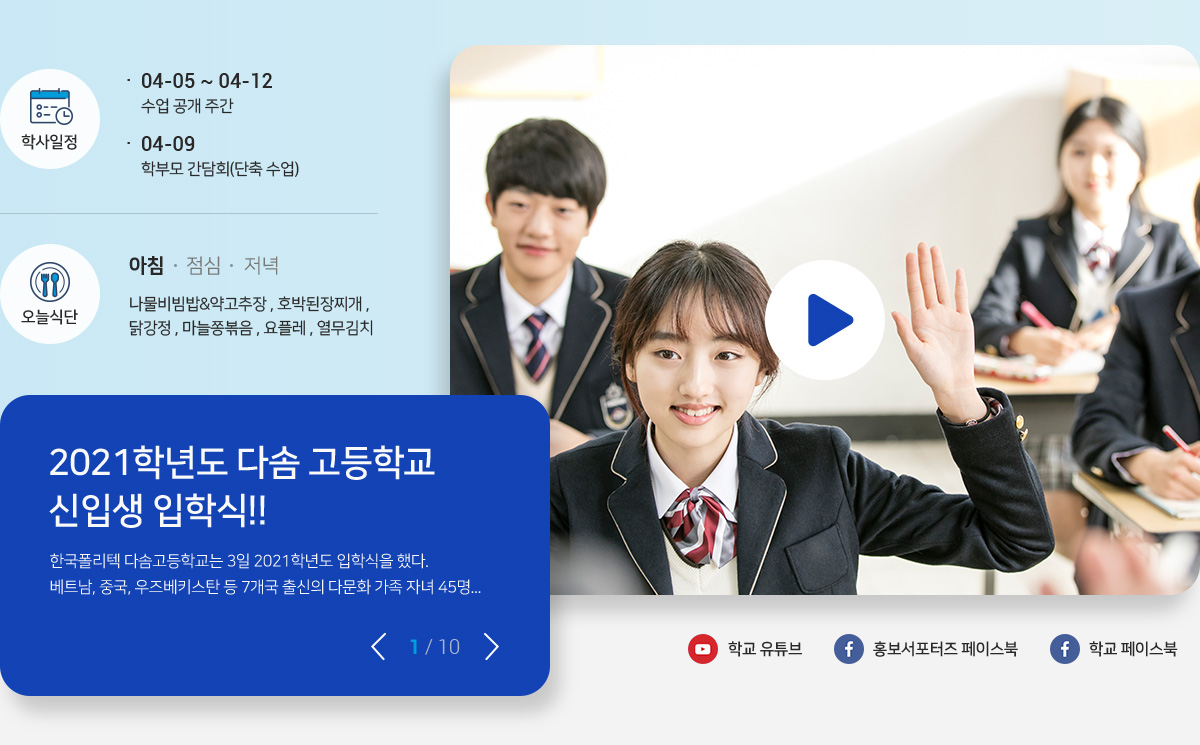 학사일정
· 04-05 ~ 04-12
수업 공개 주간
· 04-09
학부모 간담회(단축 수업)
오늘식단
아침 · 점심 · 저녁
나물비빔밥&약고추장 , 호박된장찌개 ,
닭강정 , 마늘쫑볶음 , 요플레 , 열무김치
2021학년도 다솜 고등학교
신입생 입학식!!
한국폴리텍 다솜고등학교는 3일 2021학년도 입학식을 했다.
베트남, 중국, 우즈베키스탄 등 7개국 출신의 다문화 가족 자녀 45명...
1 / 10
학교 유튜브
홍보서포터즈 페이스북
학교 페이스북